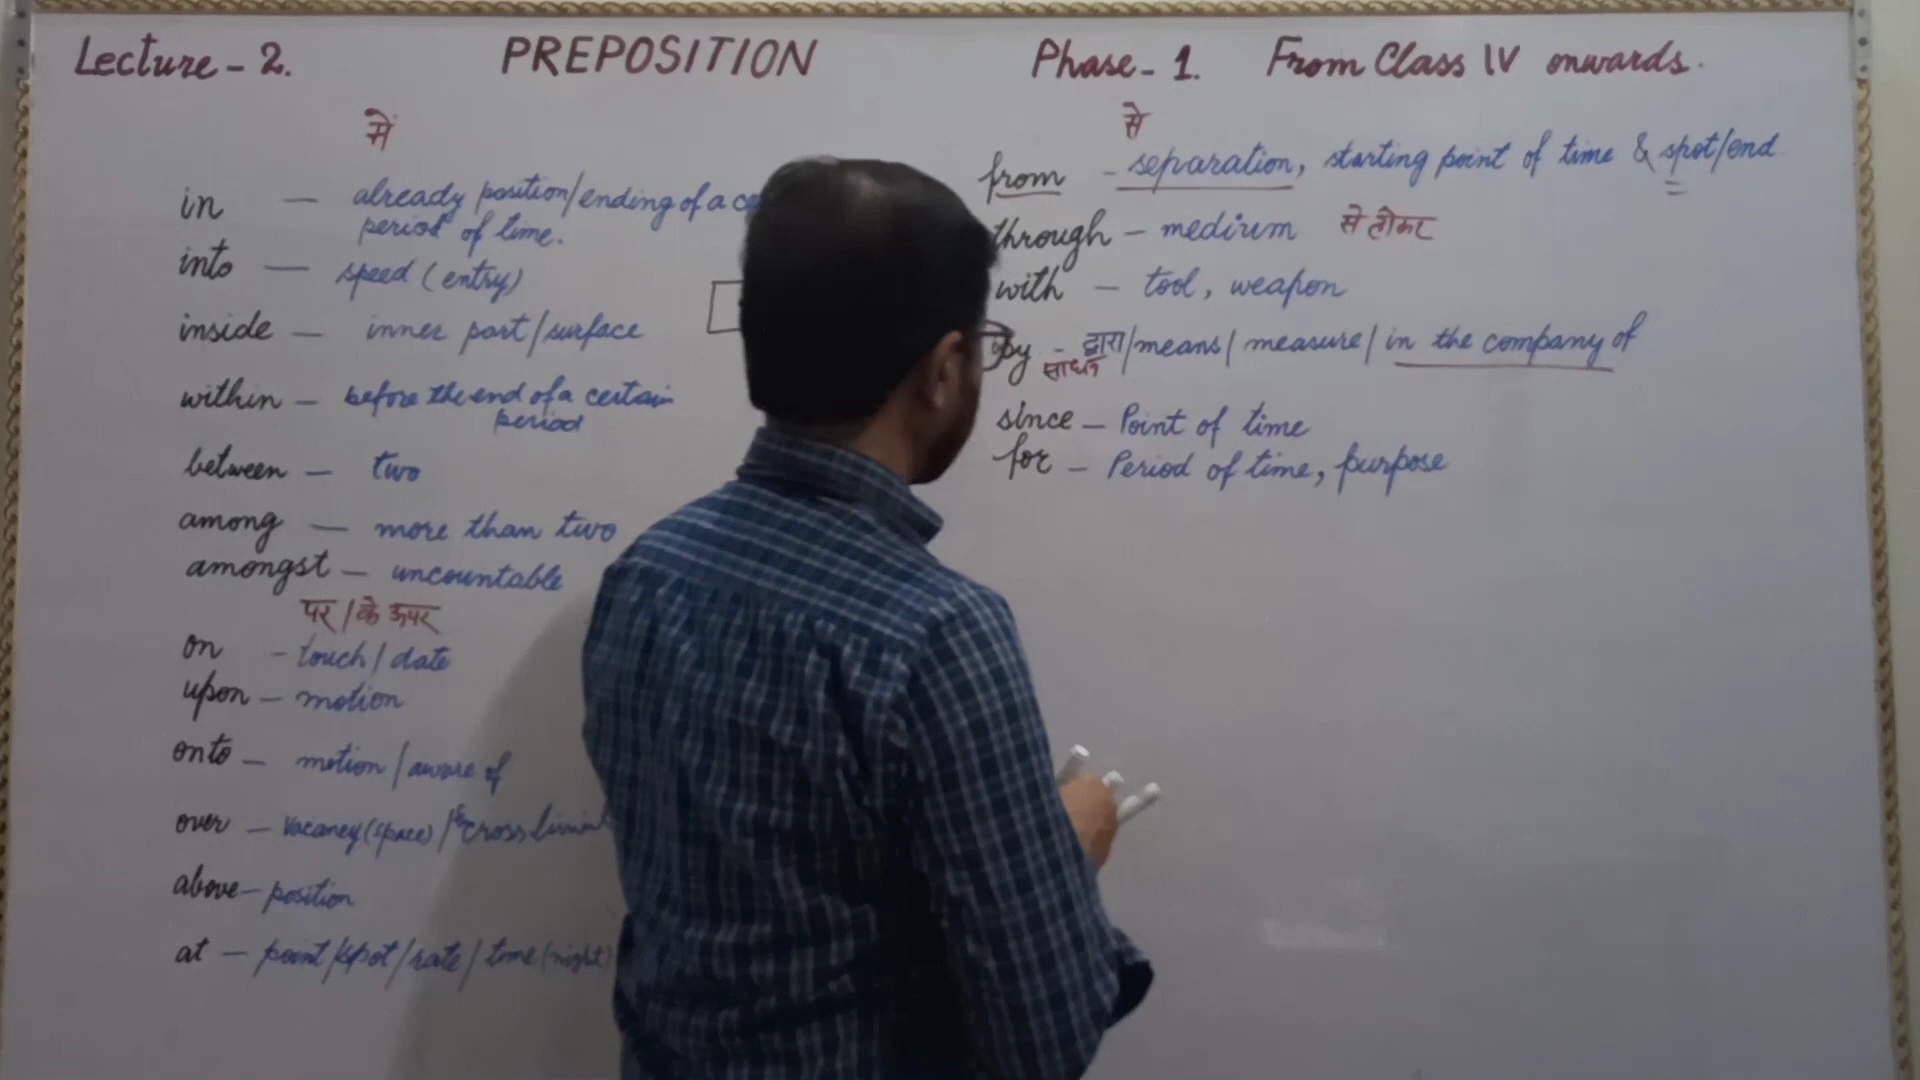 Lecture - 2. PREPOSITION Phase - 1. From Class IV onwards.
में
in — already position/ending of a
period of time.
into — speed (entry)
inside — inner part/surface
within — before the end of a certain
period
between — two
among — more than two
amongst — uncountable
पर/के ऊपर
on - touch/date
upon - motion
onto - motion/aware of
over - vacancy(space)/cross limit
above - position
at - point/spot/rate/time(night)
से
from - separation, starting point of time & spot/end
through - medium से होकर
with - tool, weapon
by - द्वारा/means/measure/in the company of
साधन
since - Point of time
for - Period of time, purpose